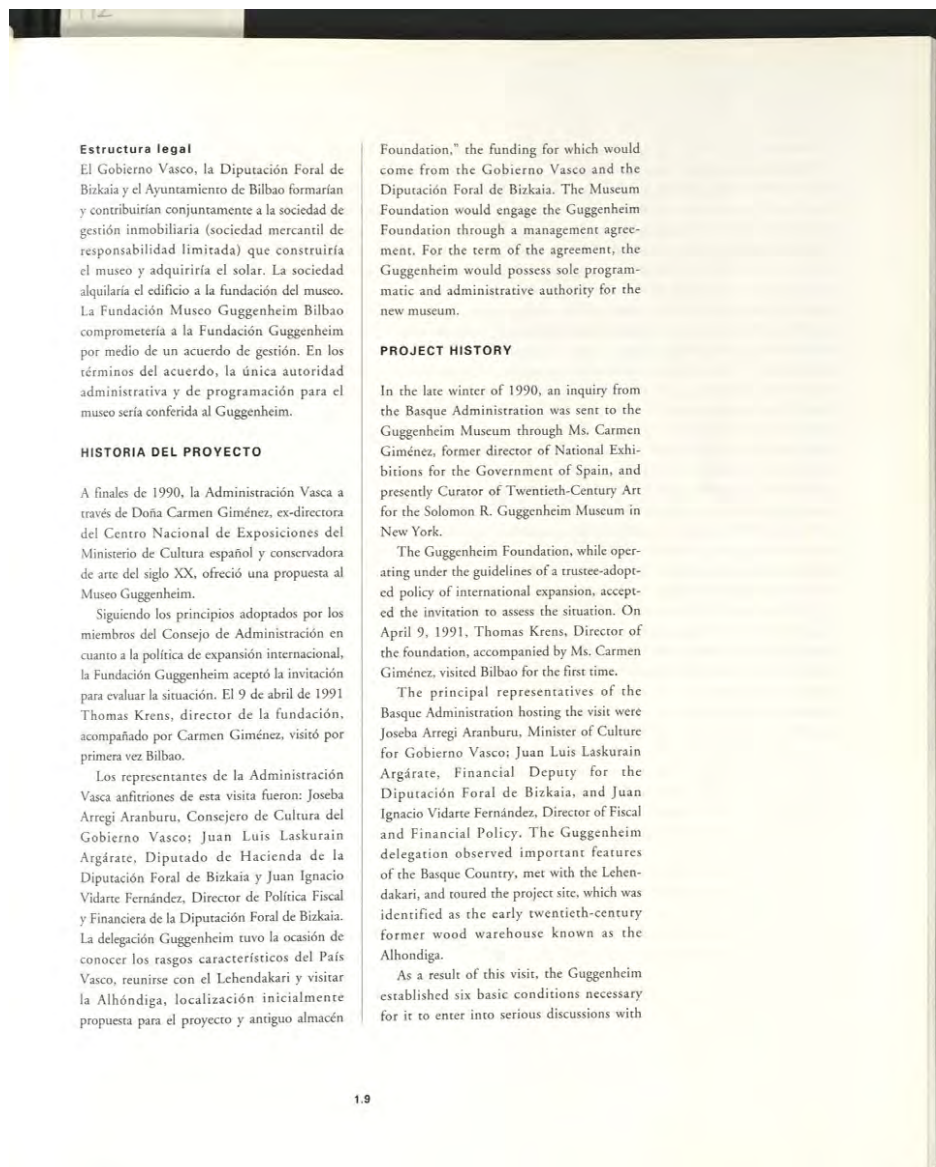 Estructura legal
El Gobierno Vasco, la Diputación Foral de
Bizkaia y el Ayuntamiento de Bilbao formarían
y contribuirían conjuntamente a la sociedad de
gestión inmobiliaria (sociedad mercantil de
responsabilidad limitada) que construiría
el museo y adquiriría el solar. La sociedad
alquilaría el edificio a la fundación del museo.
La Fundación Museo Guggenheim Bilbao
comprometería a la Fundación Guggenheim
por medio de un acuerdo de gestión. En los
términos del acuerdo, la única autoridad
administrativa y de programación para el
museo sería conferida al Guggenheim.
HISTORIA DEL PROYECTO
A finales de 1990, la Administración Vasca a
través de Doña Carmen Giménez, ex-directora
del Centro Nacional de Exposiciones del
Ministerio de Cultura español y conservadora
de arte del siglo XX, ofreció una propuesta al
Museo Guggenheim.
Siguiendo los principios adoptados por los
miembros del Consejo de Administración en
cuanto a la política de expansión internacional,
la Fundación Guggenheim aceptó la invitación
para evaluar la situación. El 9 de abril de 1991
Thomas Krens, director de la fundación,
acompañado por Carmen Giménez, visitó por
primera vez Bilbao.
Los representantes de la Administración
Vasca anfitriones de esta visita fueron: Joseba
Arregi Aranburu, Consejero de Cultura del
Gobierno Vasco; Juan Luis Laskurain
Argárate, Diputado de Hacienda de la
Diputación Foral de Bizkaia y Juan Ignacio
Vidarte Fernández, Director de Política Fiscal
y Financiera de la Diputación Foral de Bizkaia.
La delegación Guggenheim tuvo la ocasión de
conocer los rasgos característicos del País
Vasco, reunirse con el Lehendakari y visitar
la Alhóndiga, localización inicialmente
propuesta para el proyecto y antiguo almacén
Foundation," the funding for which would
come from the Gobierno Vasco and the
Diputación Foral de Bizkaia. The Museum
Foundation would engage the Guggenheim
Foundation through a management agree-
ment. For the term of the agreement, the
Guggenheim would possess sole program-
matic and administrative authority for the
new museum.
PROJECT HISTORY
In the late winter of 1990, an inquiry from
the Basque Administration was sent to the
Guggenheim Museum through Ms. Carmen
Giménez, former director of National Exhi-
bitions for the Government of Spain, and
presently Curator of Twentieth-Century Art
for the Solomon R. Guggenheim Museum in
New York.
The Guggenheim Foundation, while oper-
ating under the guidelines of a trustee-adopt-
ed policy of international expansion, accept-
ed the invitation to assess the situation. On
April 9, 1991, Thomas Krens, Director of
the foundation, accompanied by Ms. Carmen
Giménez, visited Bilbao for the first time.
The principal representatives of the
Basque Administration hosting the visit were
Joseba Arregi Aranburu, Minister of Culture
for Gobierno Vasco; Juan Luis Laskurain
Argárate, Financial Deputy for the
Diputación Foral de Bizkaia, and Juan
Ignacio Vidarte Fernández, Director of Fiscal
and Financial Policy. The Guggenheim
delegation observed important features
of the Basque Country, met with the Lehen-
dakari, and toured the project site, which was
identified as the early twentieth-century
former wood warehouse known as the
Alhondiga.
As a result of this visit, the Guggenheim
established six basic conditions necessary
for it to enter into serious discussions with
1.9